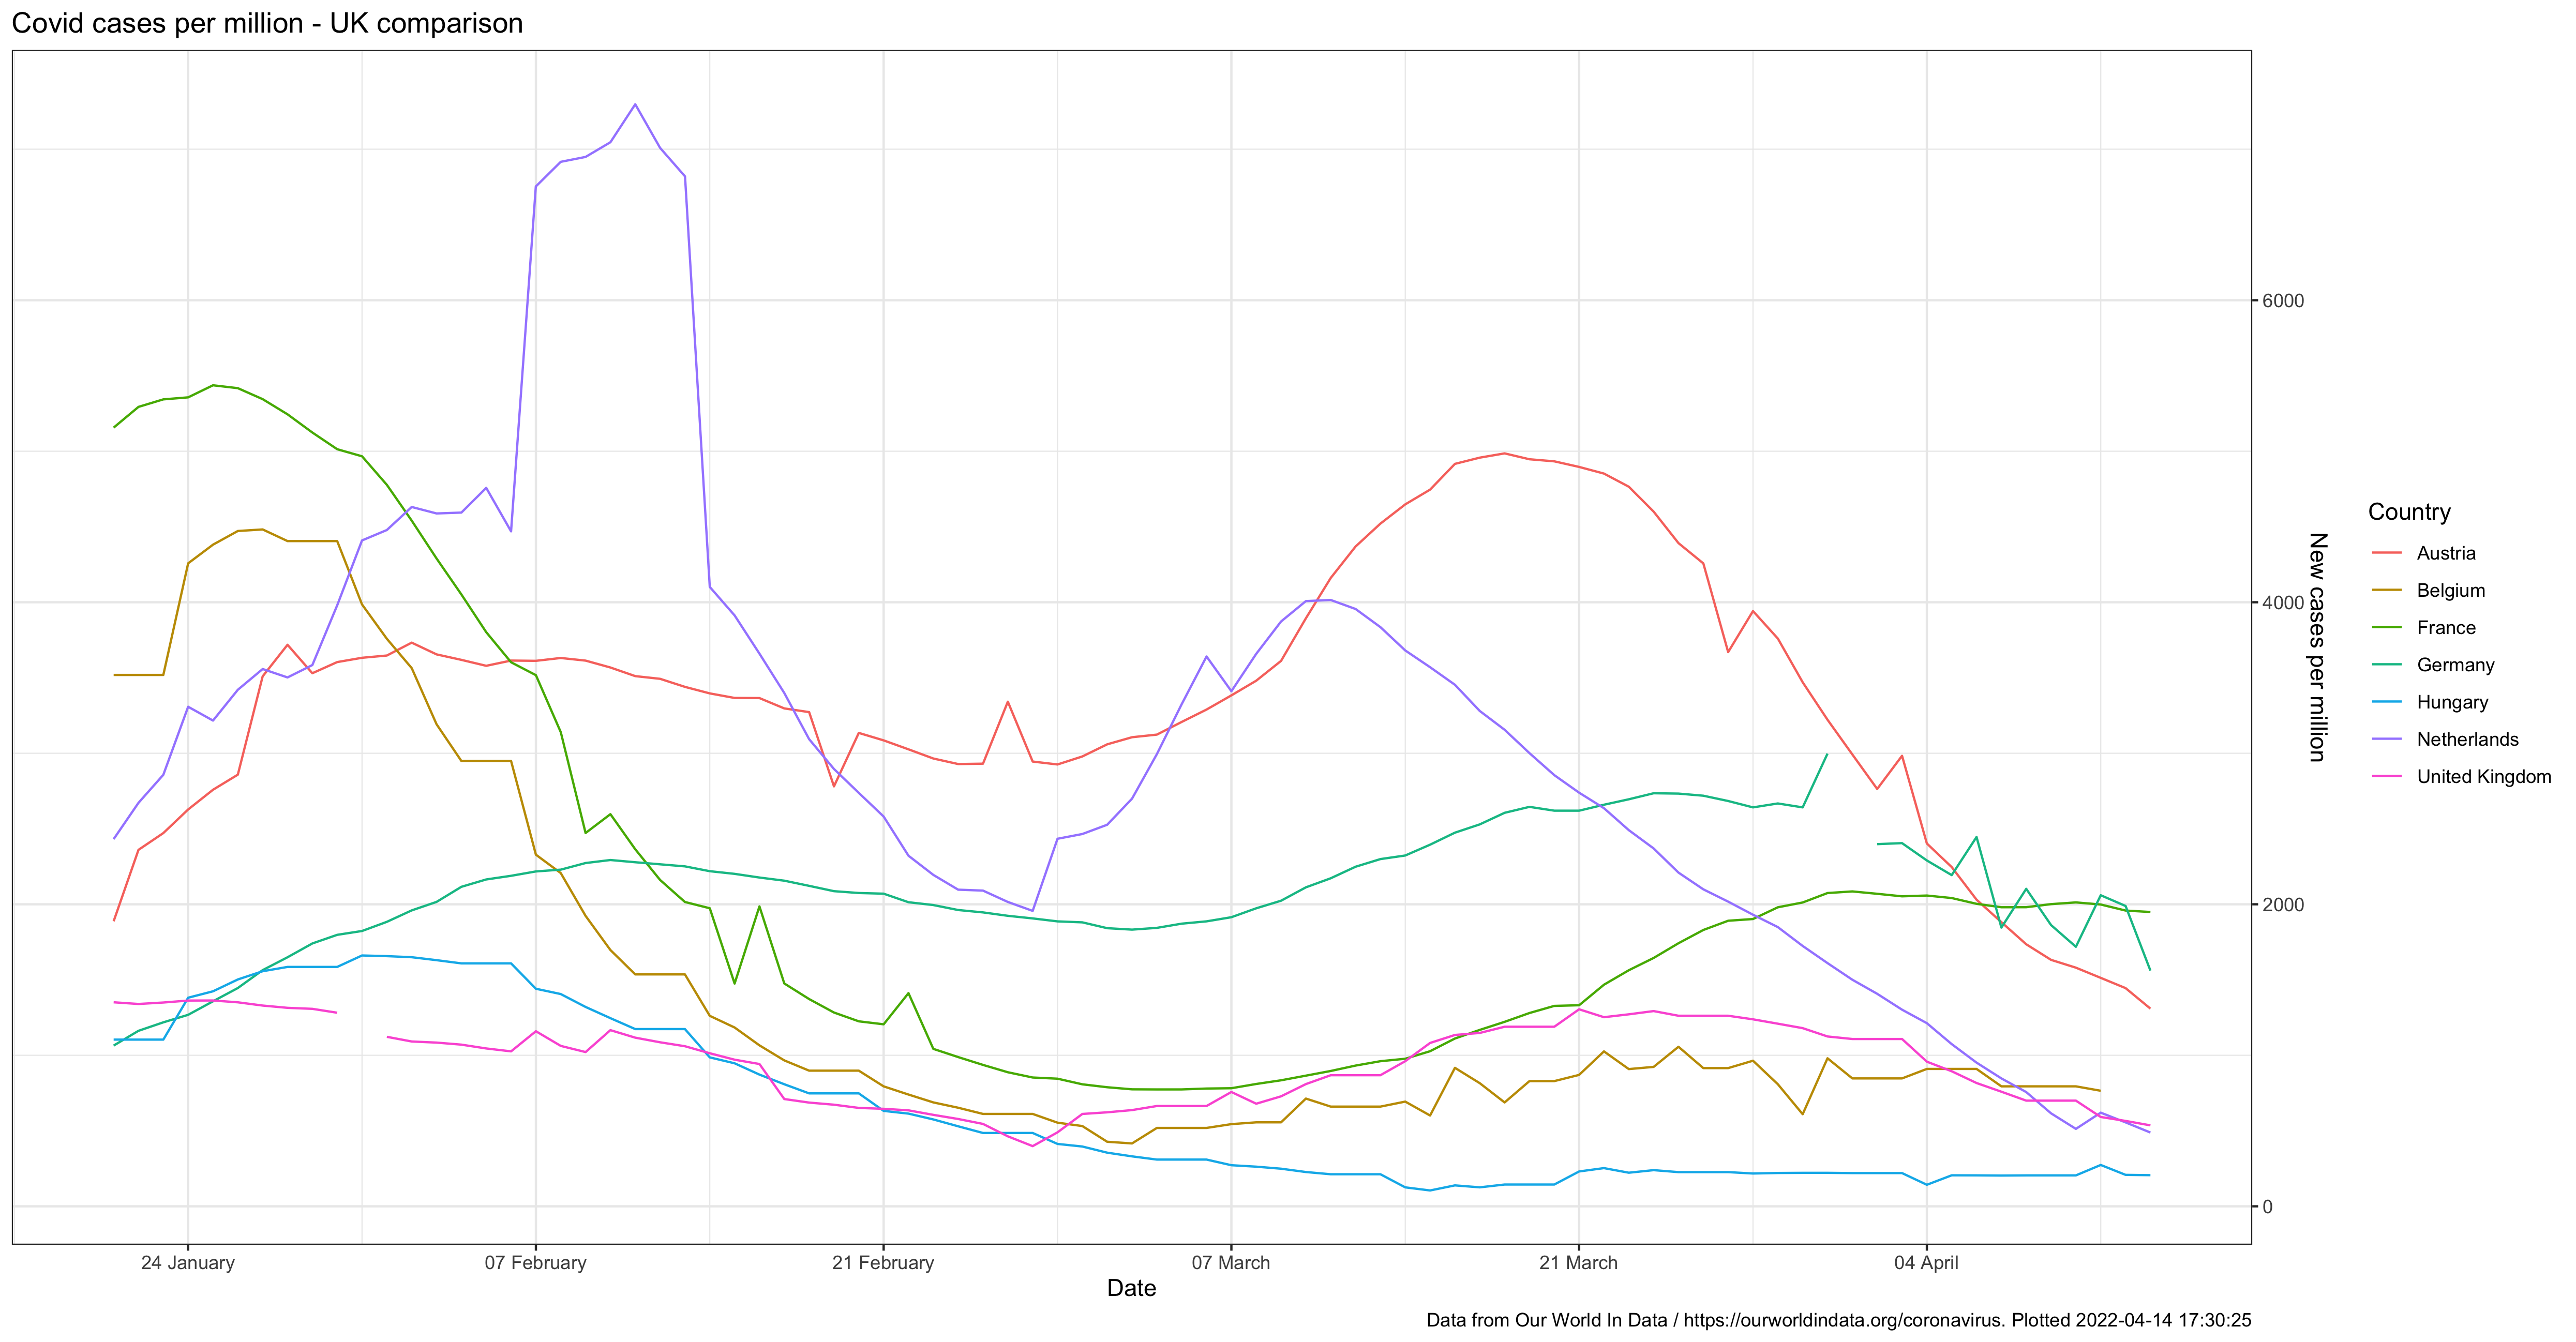 Covid cases per million - UK comparison
6000
4000
2000
0
New cases per million
24 January
07 February
21 February
07 March
21 March
04 April
Date
Country
Austria
Belgium
France
Germany
Hungary
Netherlands
United Kingdom
Data from Our World In Data / https://ourworldindata.org/coronavirus. Plotted 2022-04-14 17:30:25